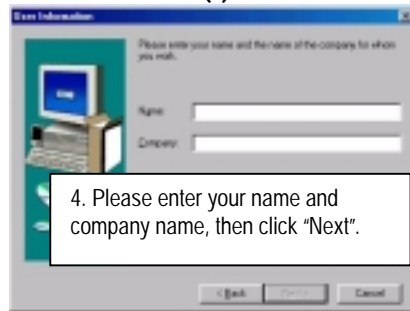 User Information
Please enter your name and the name of the company for whom
you work.
Name:
Company:
4. Please enter your name and
company name, then click “Next”.
< Back
Cancel